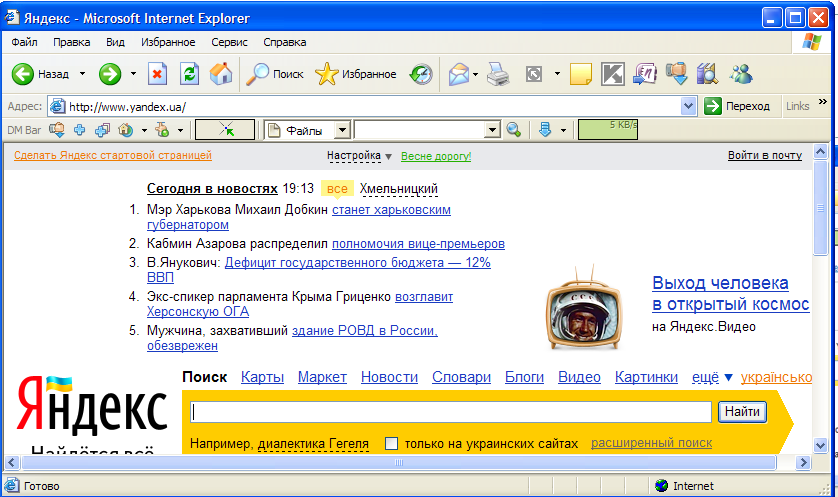 Яндекс - Microsoft Internet Explorer
Файл Правка Вид Избранное Сервис Справка
Назад Поиск Избранное
Адрес: http://www.yandex.ua/ Переход Links »
DM Bar Файлы 5 KB/s
Сделать Яндекс стартовой страницей Настройка Весне дорогу! Войти в почту
Сегодня в новостях 19:13 все Хмельницкий
1. Мэр Харькова Михаил Добкин станет харьковским
губернатором
2. Кабмин Азарова распределил полномочия вице-премьеров
3. В.Янукович: Дефицит государственного бюджета — 12%
ВВП
4. Экс-спикер парламента Крыма Гриценко возглавит
Херсонскую ОГА
5. Мужчина, захвативший здание РОВД в России,
обезврежен
СССР
Выход человека
в открытый космос
на Яндекс.Видео
Поиск Карты Маркет Новости Словари Блоги Видео Картинки ещё ▼ українсько
Яндекс
Найдётся всё
Найти
Например, диалектика Гегеля только на украинских сайтах расширенный поиск
Готово Internet